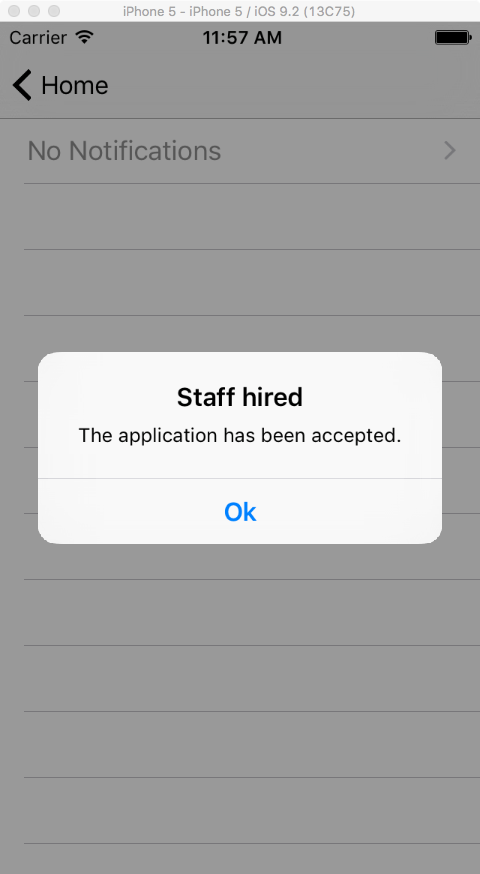 iPhone 5 - iPhone 5 / iOS 9.2 (13C75)
Carrier 11:57 AM
Home
No Notifications
Staff hired
The application has been accepted.
Ok